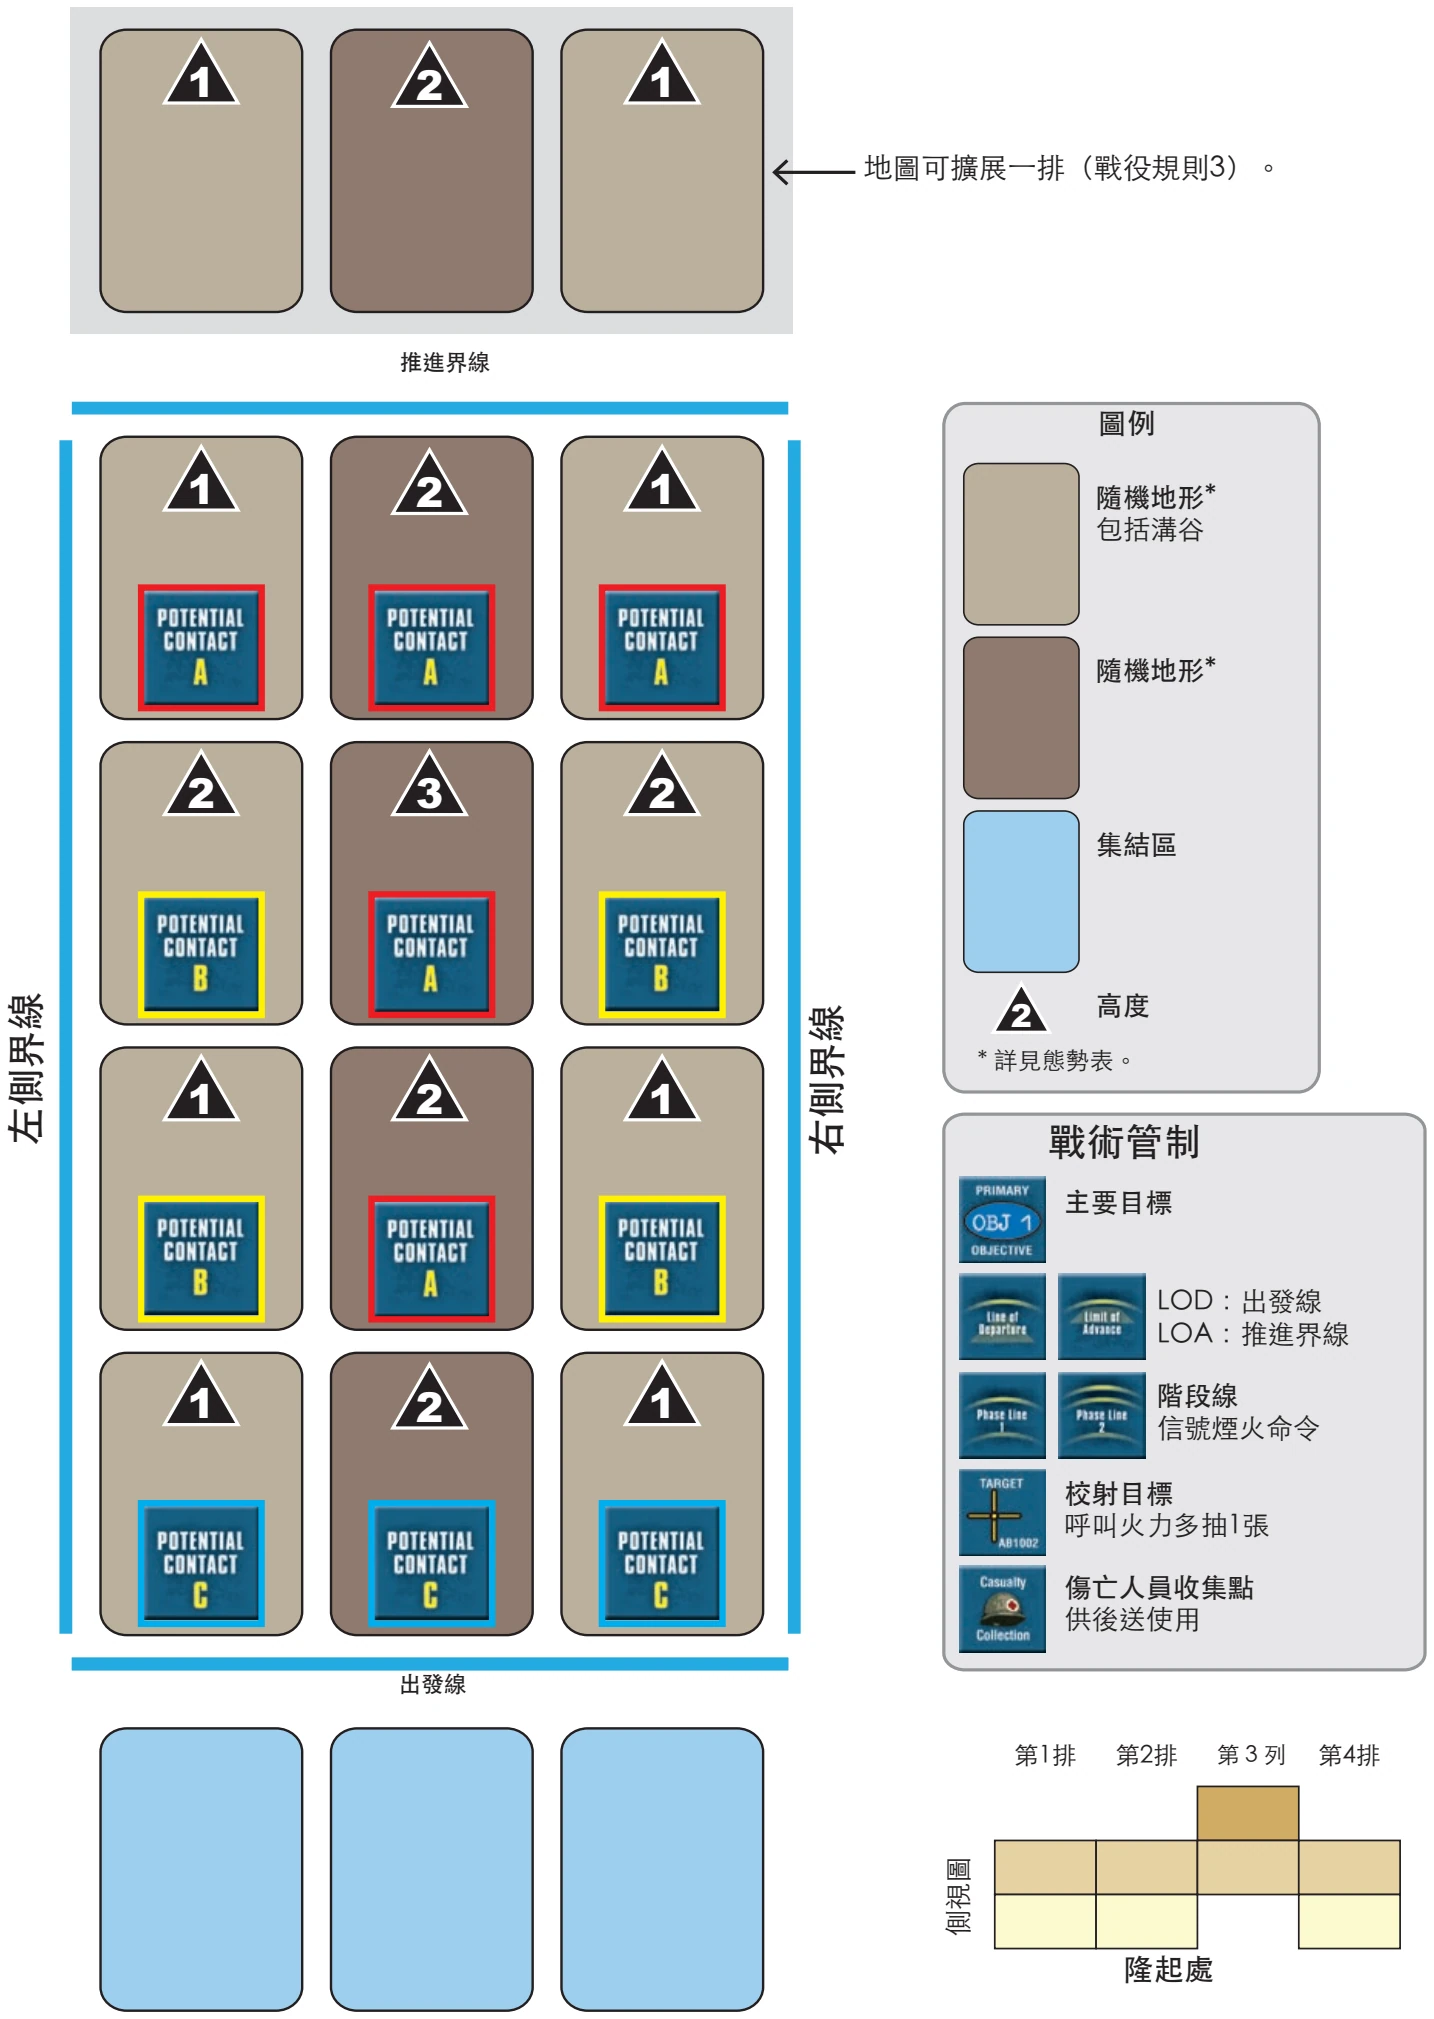 1
2
1
地圖可擴展一排（戰役規則3）。
推進界線
1
2
1
POTENTIAL
CONTACT
A
POTENTIAL
CONTACT
A
POTENTIAL
CONTACT
A
2
3
2
POTENTIAL
CONTACT
B
POTENTIAL
CONTACT
A
POTENTIAL
CONTACT
B
左側界線
右側界線
1
2
1
POTENTIAL
CONTACT
B
POTENTIAL
CONTACT
A
POTENTIAL
CONTACT
B
1
2
1
POTENTIAL
CONTACT
C
POTENTIAL
CONTACT
C
POTENTIAL
CONTACT
C
出發線
圖例
隨機地形*
包括溝谷
隨機地形*
集結區
2
高度
* 詳見態勢表。
戰術管制
PRIMARY
OBJ 1
OBJECTIVE
主要目標
Line of
Departure
Limit of
Advance
LOD：出發線
LOA：推進界線
Phase Line
1
Phase Line
2
階段線
信號煙火命令
TARGET
AB1002
校射目標
呼叫火力多抽1張
Casualty
Collection
傷亡人員收集點
供後送使用
第1排
第2排
第 3 列
第4排
側視圖
隆起處